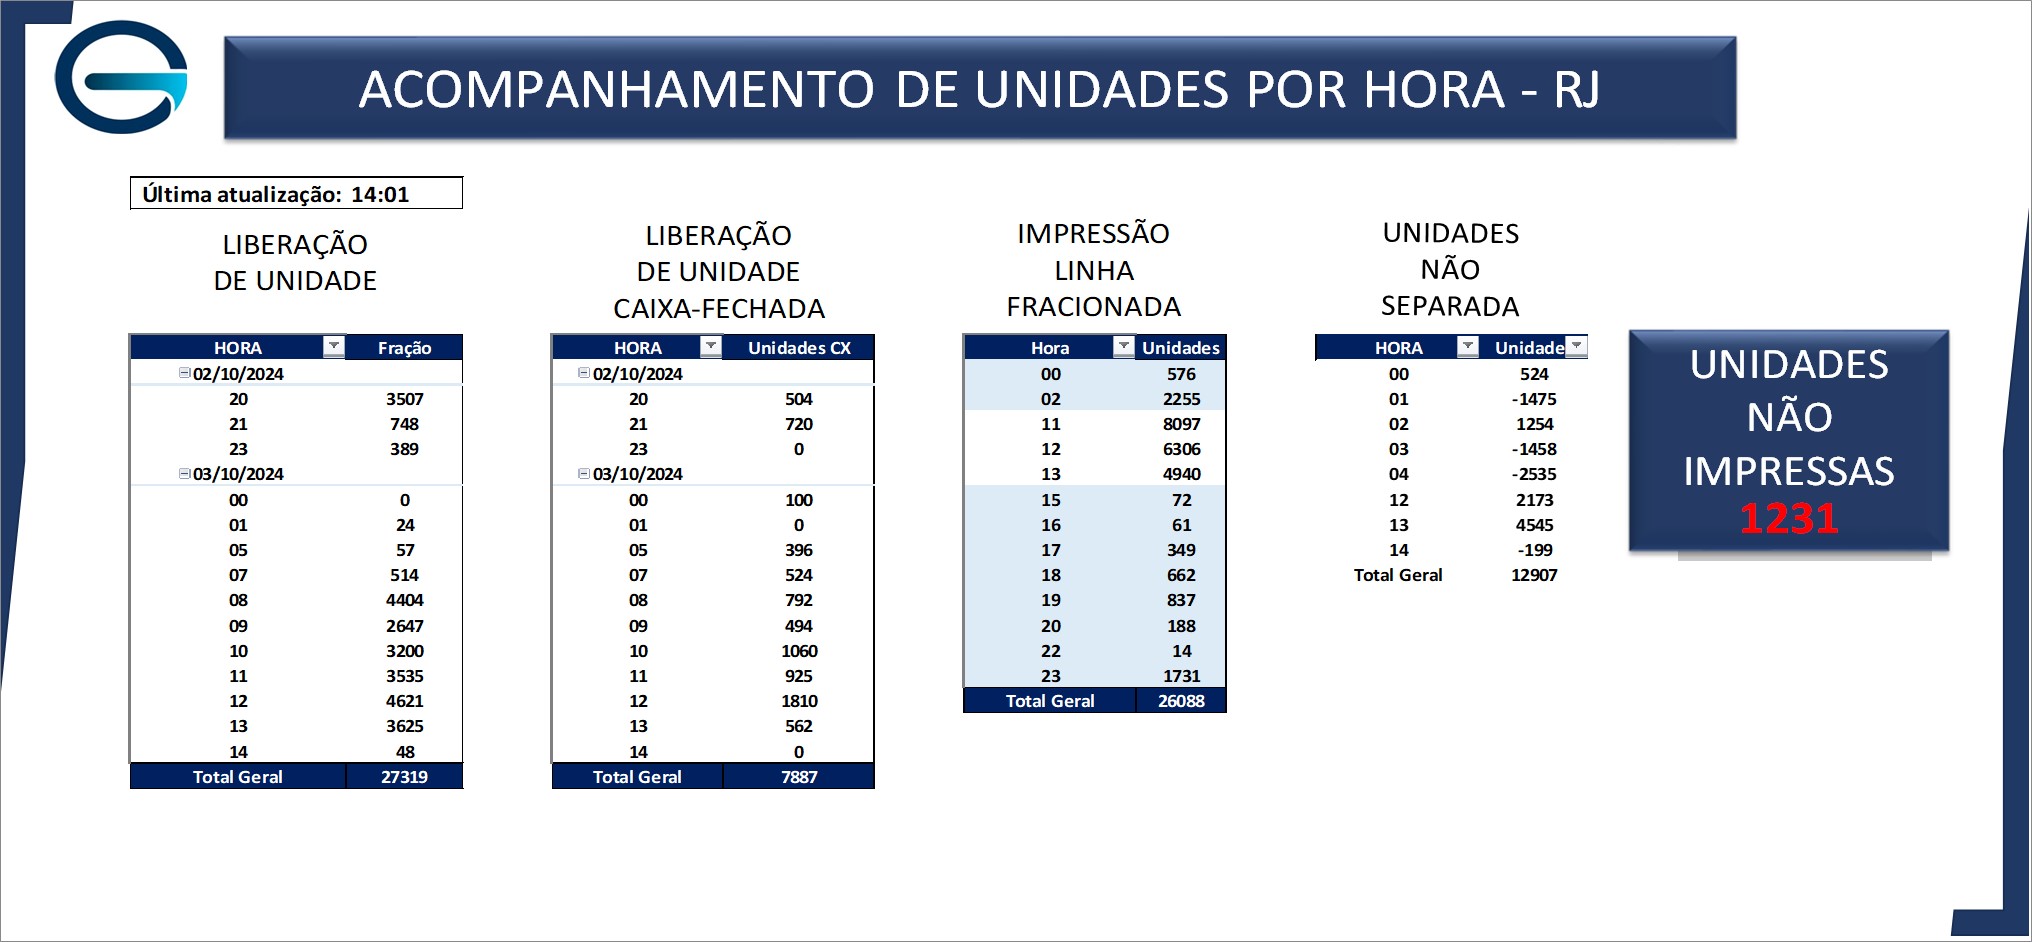 ACOMPANHAMENTO DE UNIDADES POR HORA - RJ
Última atualização: 14:01
LIBERAÇÃO
DE UNIDADE
HORA Fração
02/10/2024
20 3507
21 748
23 389
03/10/2024
00 0
01 24
05 57
07 514
08 4404
09 2647
10 3200
11 3535
12 4621
13 3625
14 48
Total Geral 27319
LIBERAÇÃO
DE UNIDADE
CAIXA-FECHADA
HORA Unidades CX
02/10/2024
20 504
21 720
23 0
03/10/2024
00 100
01 0
05 396
07 524
08 792
09 494
10 1060
11 925
12 1810
13 562
14 0
Total Geral 7887
IMPRESSÃO
LINHA
FRACIONADA
Hora Unidades
00 576
02 2255
11 8097
12 6306
13 4940
15 72
16 61
17 349
18 662
19 837
20 188
22 14
23 1731
Total Geral 26088
UNIDADES
NÃO
SEPARADA
HORA Unidade
00 524
01 -1475
02 1254
03 -1458
04 -2535
12 2173
13 4545
14 -199
Total Geral 12907
UNIDADES
NÃO
IMPRESSAS
1231